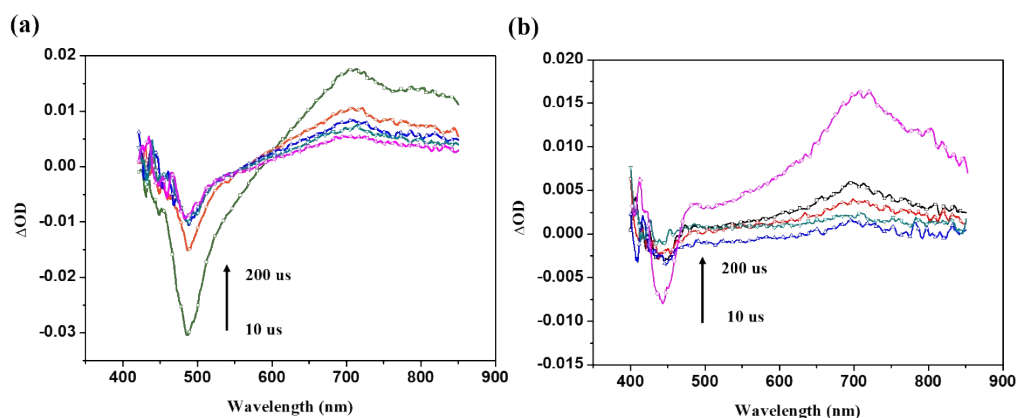 (a)
0.02
0.01
0.00
-0.01
-0.02
-0.03
ΔOD
200 us
10 us
400 500 600 700 800 900
Wavelength (nm)
(b)
0.020
0.015
0.010
0.005
0.000
-0.005
-0.010
-0.015
ΔOD
200 us
10 us
400 500 600 700 800 900
Wavelength (nm)